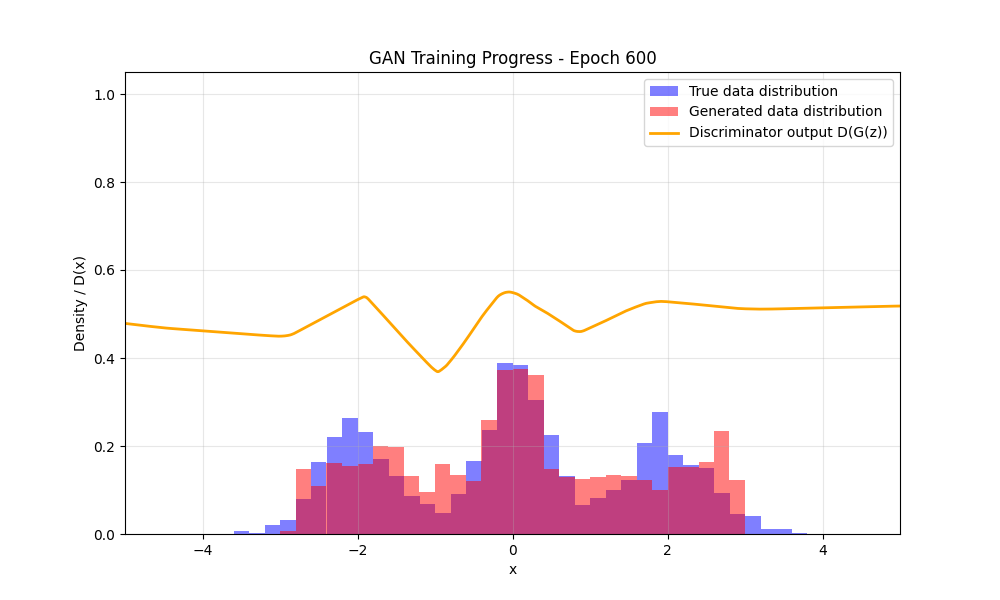 GAN Training Progress - Epoch 600
True data distribution
Generated data distribution
Discriminator output D(G(z))
Density / D(x)
1.0
0.8
0.6
0.4
0.2
0.0
−4
−2
0
2
4
x